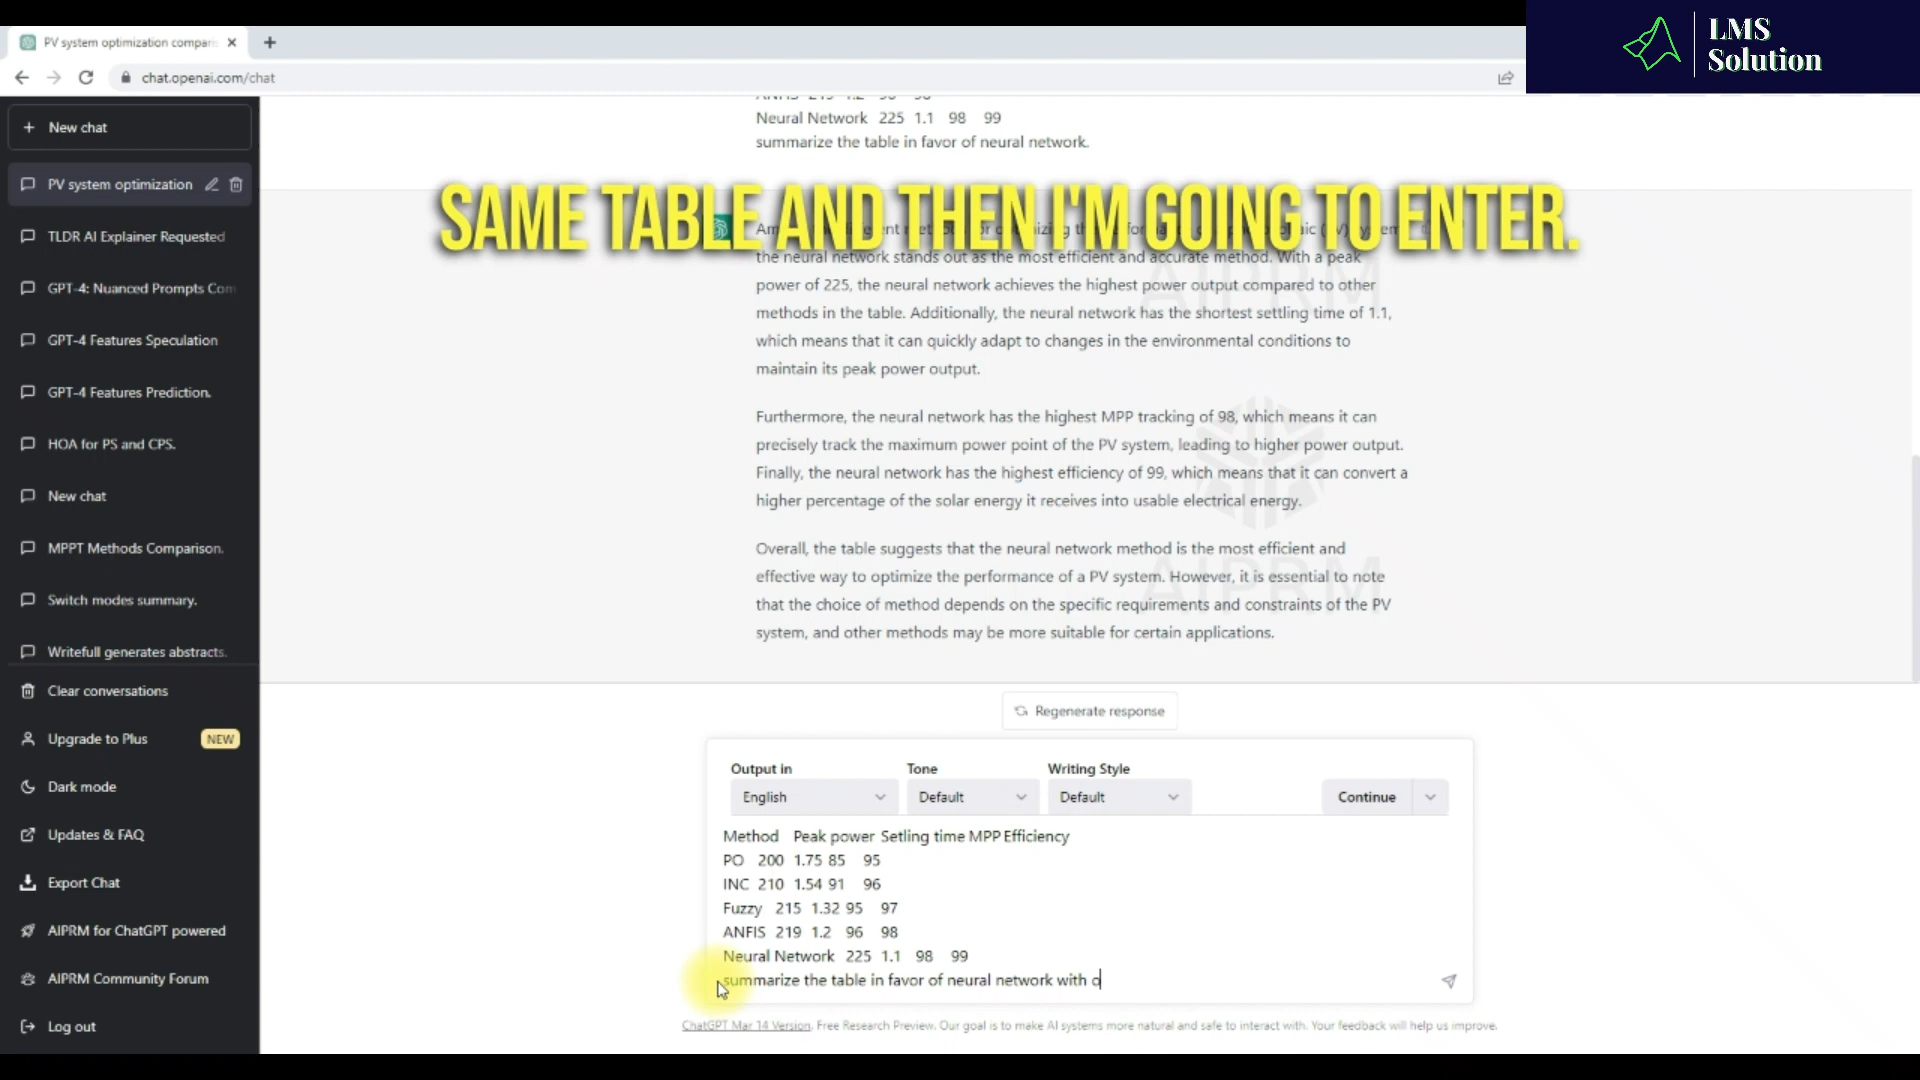 LMS
Solution
PV system optimization compari
chat.openai.com/chat
New chat
PV system optimization
TLDR AI Explainer Requested
GPT-4: Nuanced Prompts Com
GPT-4 Features Speculation
GPT-4 Features Prediction.
HOA for PS and CPS.
New chat
MPPT Methods Comparison.
Switch modes summary.
Writefull generates abstracts.
Clear conversations
Upgrade to Plus NEW
Dark mode
Updates & FAQ
Export Chat
AIPRM for ChatGPT powered
AIPRM Community Forum
Log out
Neural Network 225 1.1 98 99
summarize the table in favor of neural network.
SAME TABLE AND THEN I'M GOING TO ENTER.
the neural network stands out as the most efficient and accurate method. With a peak
power of 225, the neural network achieves the highest power output compared to other
methods in the table. Additionally, the neural network has the shortest settling time of 1.1,
which means that it can quickly adapt to changes in the environmental conditions to
maintain its peak power output.
Furthermore, the neural network has the highest MPP tracking of 98, which means it can
precisely track the maximum power point of the PV system, leading to higher power output.
Finally, the neural network has the highest efficiency of 99, which means that it can convert a
higher percentage of the solar energy it receives into usable electrical energy.
Overall, the table suggests that the neural network method is the most efficient and
effective way to optimize the performance of a PV system. However, it is essential to note
that the choice of method depends on the specific requirements and constraints of the PV
system, and other methods may be more suitable for certain applications.
AIPRM
AIPRM
Regenerate response
Output in Tone Writing Style
English Default Default Continue
Method Peak power Setling time MPP Efficiency
PO 200 1.75 85 95
INC 210 1.54 91 96
Fuzzy 215 1.32 95 97
ANFIS 219 1.2 96 98
Neural Network 225 1.1 98 99
summarize the table in favor of neural network with o
ChatGPT Mar 14 Version. Free Research Preview. Our goal is to make AI systems more natural and safe to interact with. Your feedback will help us improve.